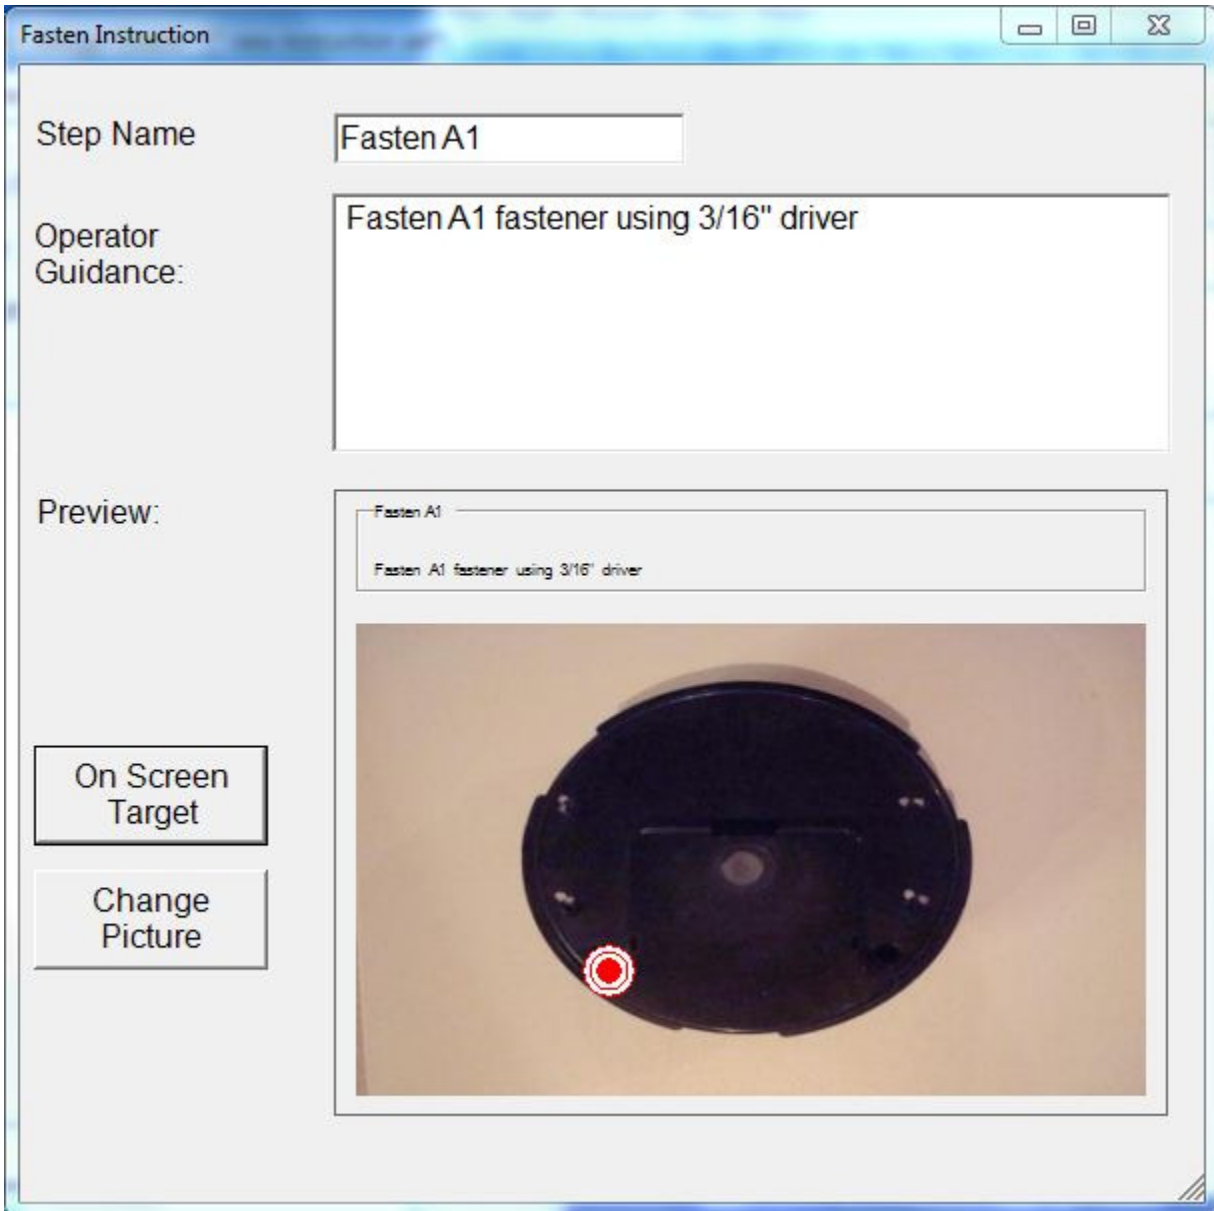 Fasten Instruction
Step Name
Fasten A1
Operator
Guidance:
Fasten A1 fastener using 3/16" driver
Preview:
Fasten A1
Fasten A1 fastener using 3/16" driver
On Screen
Target
Change
Picture